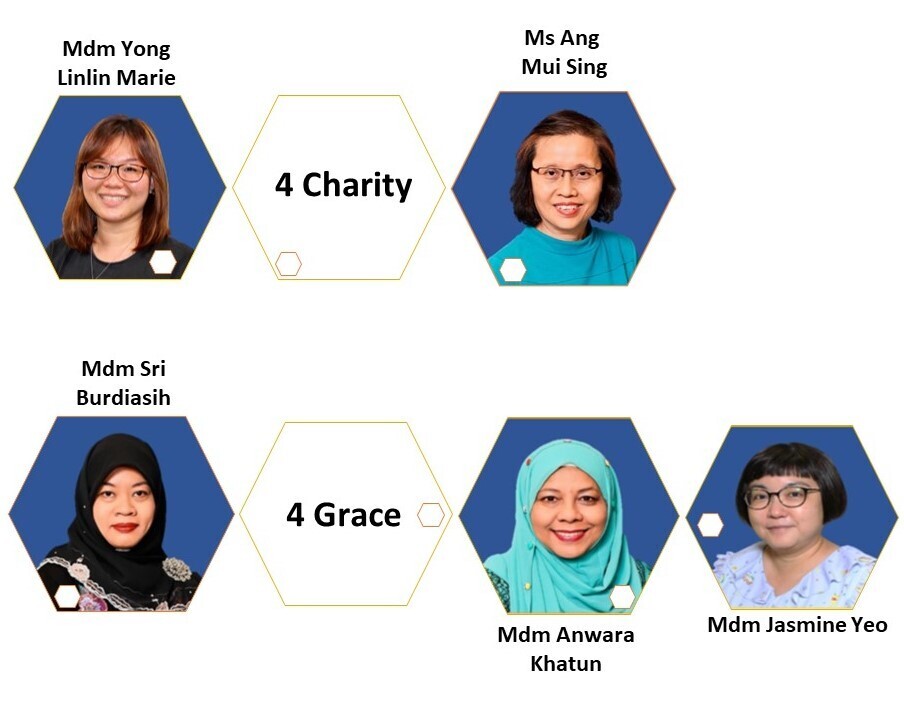 Mdm Yong
Linlin Marie
Ms Ang
Mui Sing
4 Charity
Mdm Sri
Burdiasih
4 Grace
Mdm Anwara
Khatun
Mdm Jasmine Yeo